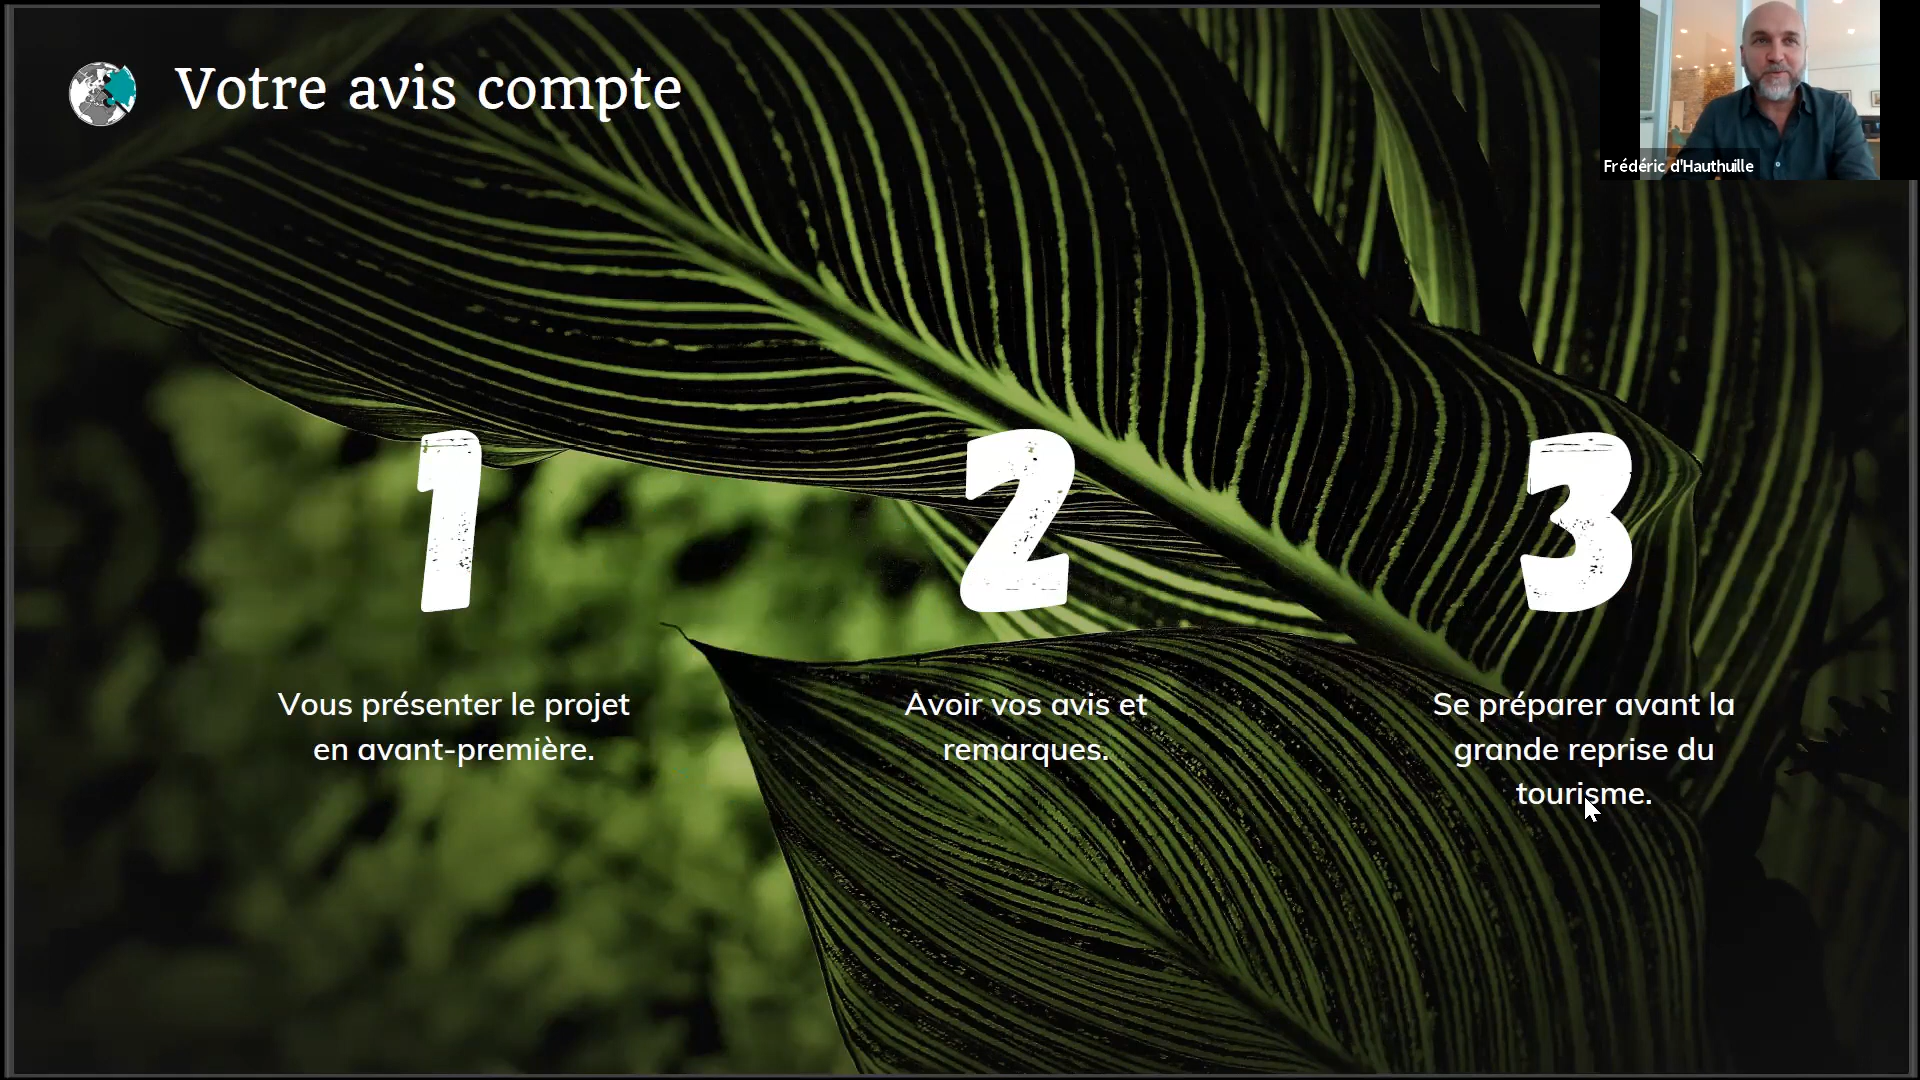 Votre avis compte
Frédéric d'Hauthuille
1
2
3
Vous présenter le projet
en avant-première.
Avoir vos avis et
remarques.
Se préparer avant la
grande reprise du
tourisme.